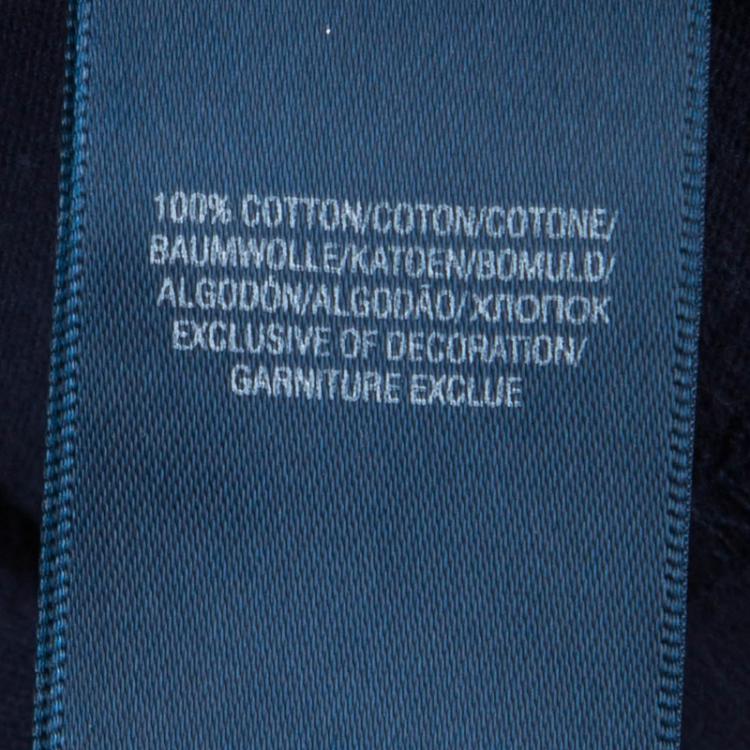 100% COTTON/COTON/COTONE/
BAUMWOLLE/KATOEN/BOMULD/
ALGODÓN/ALGODÃO/ХЛОПОК
EXCLUSIVE OF DECORATION/
GARNITURE EXCLUE